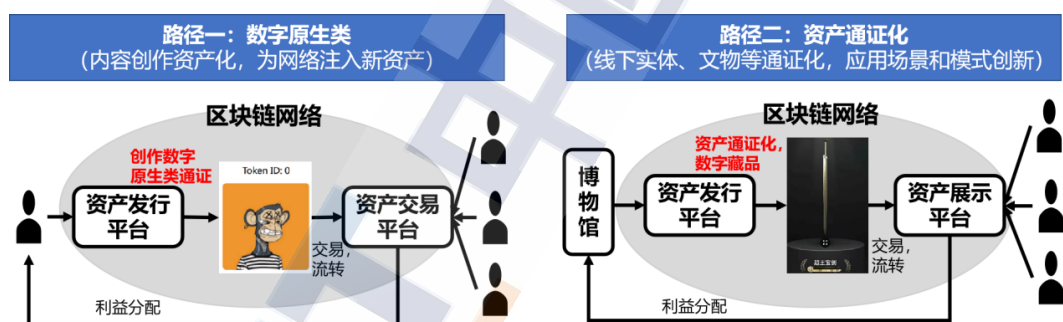 路径一：数字原生类
（内容创作资产化，为网络注入新资产）
区块链网络
创作数字
原生类通证
Token ID: 0
资产发行
平台
资产交易
平台
交易，
流转
利益分配
路径二：资产通证化
（线下实体、文物等通证化，应用场景和模式创新）
区块链网络
资产通证化，
数字藏品
博
物
馆
资产发行
平台
越王宝剑
资产展示
平台
交易，
流转
利益分配